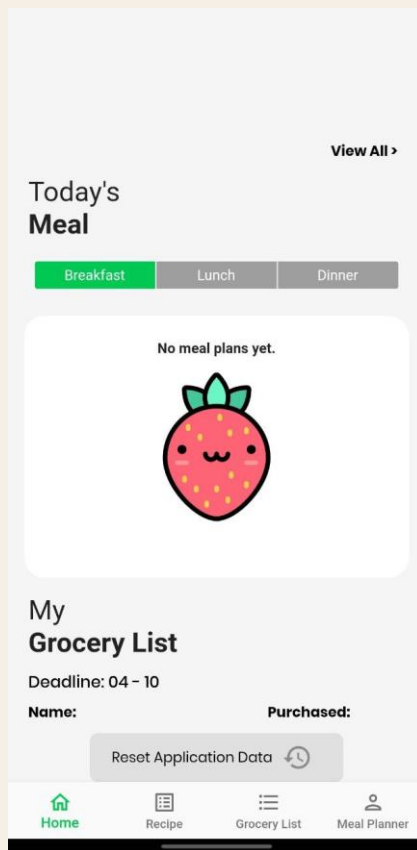 View All >
Today's
Meal
Breakfast Lunch Dinner
No meal plans yet.
My
Grocery List
Deadline: 04 - 10
Name: Purchased:
Reset Application Data
Home Recipe Grocery List Meal Planner